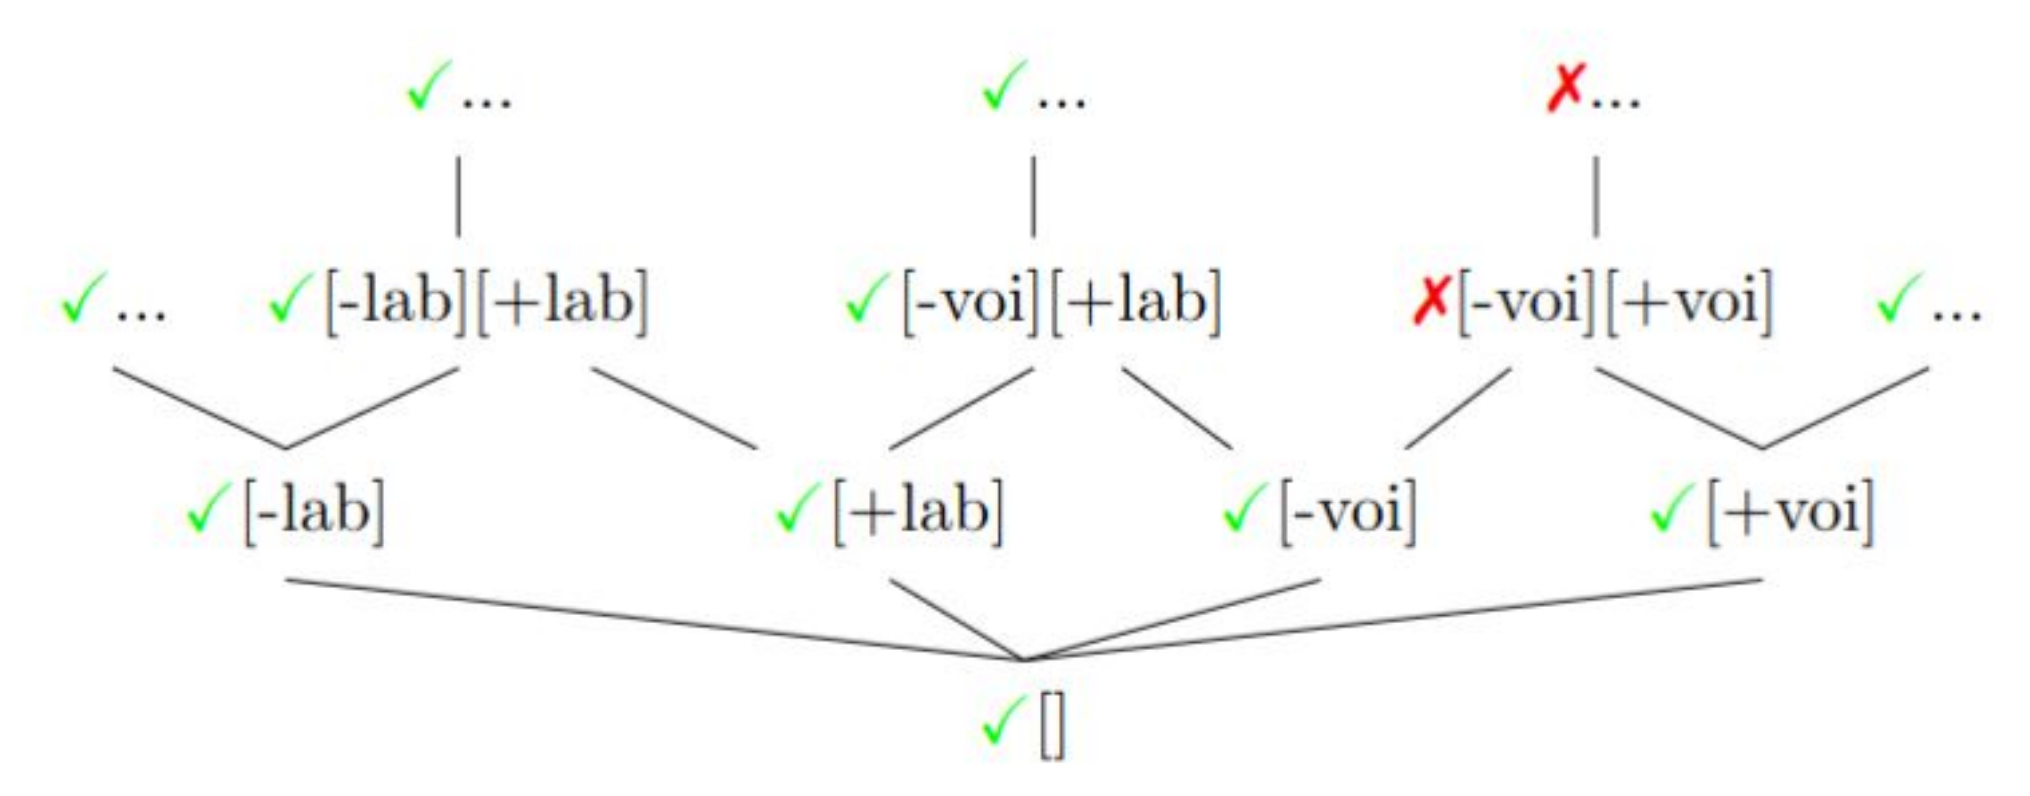 ✓... ✓... ✗...
✓... ✓[-lab][+lab] ✓[-voi][+lab] ✗[-voi][+voi] ✓...
✓[-lab] ✓[+lab] ✓[-voi] ✓[+voi]
✓[]